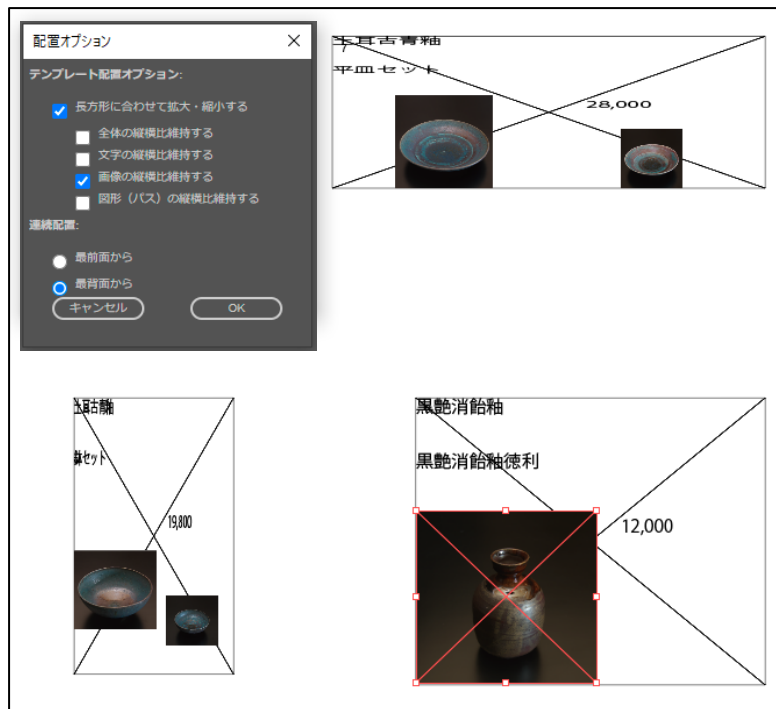 配置オプション
テンプレート配置オプション:
長方形に合わせて拡大・縮小する
全体の縦横比維持する
文字の縦横比維持する
画像の縦横比維持する
図形（パス）の縦横比維持する
連続配置:
最前面から
最背面から
キャンセル
OK
平皿セット
28,000
鉢セット
19,800
黒艶消飴釉
黒艶消飴釉徳利
12,000